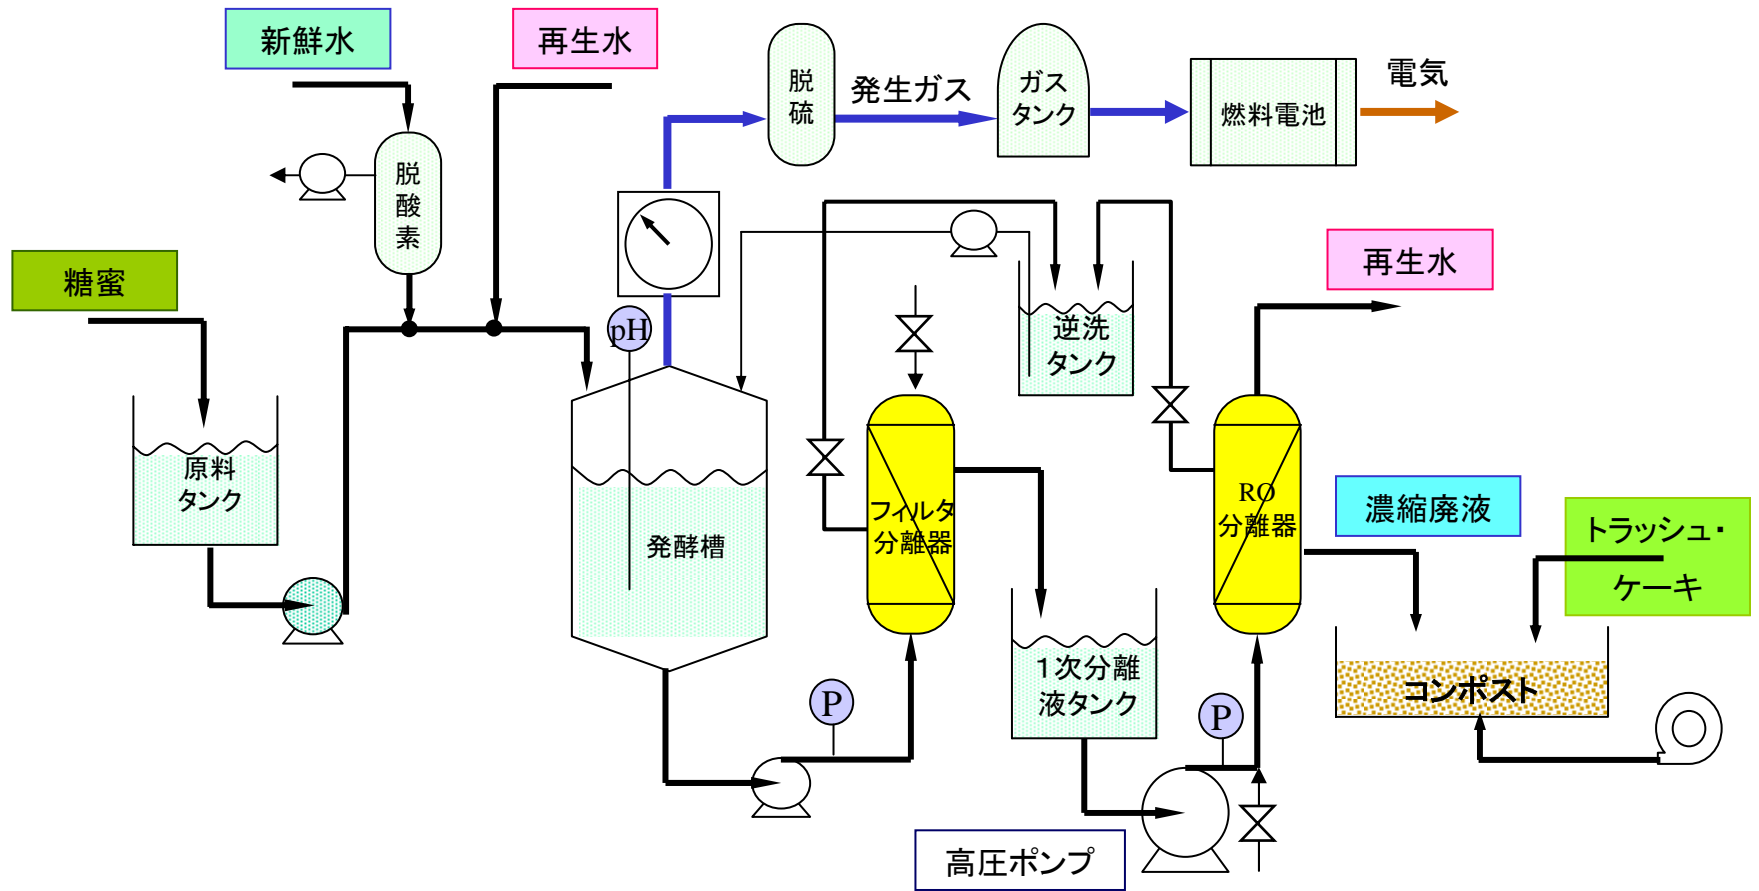 新鮮水
再生水
脱
硫
発生ガス
ガス
タンク
燃料電池
電気
脱
酸
素
糖蜜
再生水
pH
逆洗
タンク
原料
タンク
発酵槽
フィルタ
分離器
RO
分離器
濃縮廃液
トラッシュ・
ケーキ
1次分離
液タンク
コンポスト
P
P
高圧ポンプ